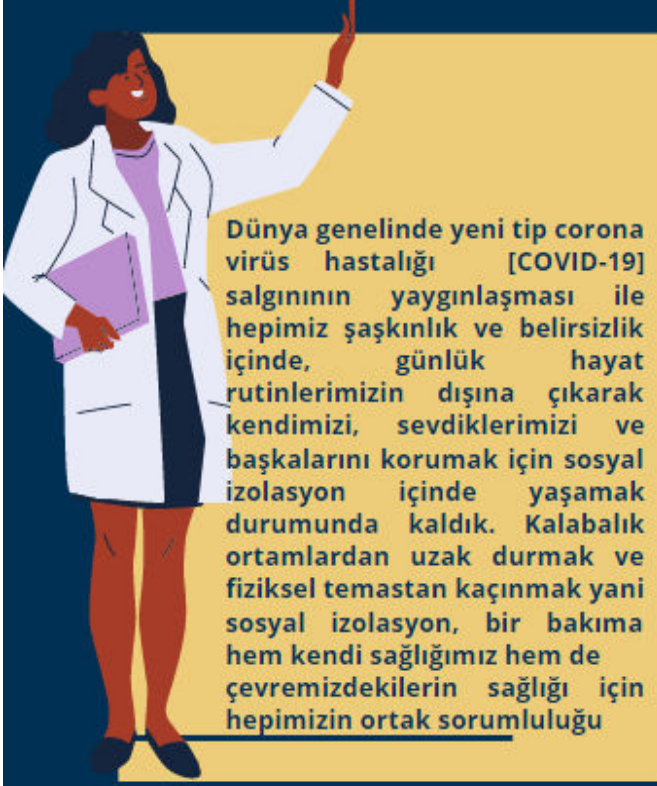 Dünya genelinde yeni tip corona
virüs hastalığı [COVID-19]
salgınının yaygınlaşması ile
hepimiz şaşkınlık ve belirsizlik
içinde, günlük hayat
rutinlerimizin dışına çıkarak
kendimizi, sevdiklerimizi ve
başkalarını korumak için sosyal
izolasyon içinde yaşamak
durumunda kaldık. Kalabalık
ortamlardan uzak durmak ve
fiziksel temastan kaçınmak yani
sosyal izolasyon, bir bakıma
hem kendi sağlığımız hem de
çevremizdekilerin sağlığı için
hepimizin ortak sorumluluğu